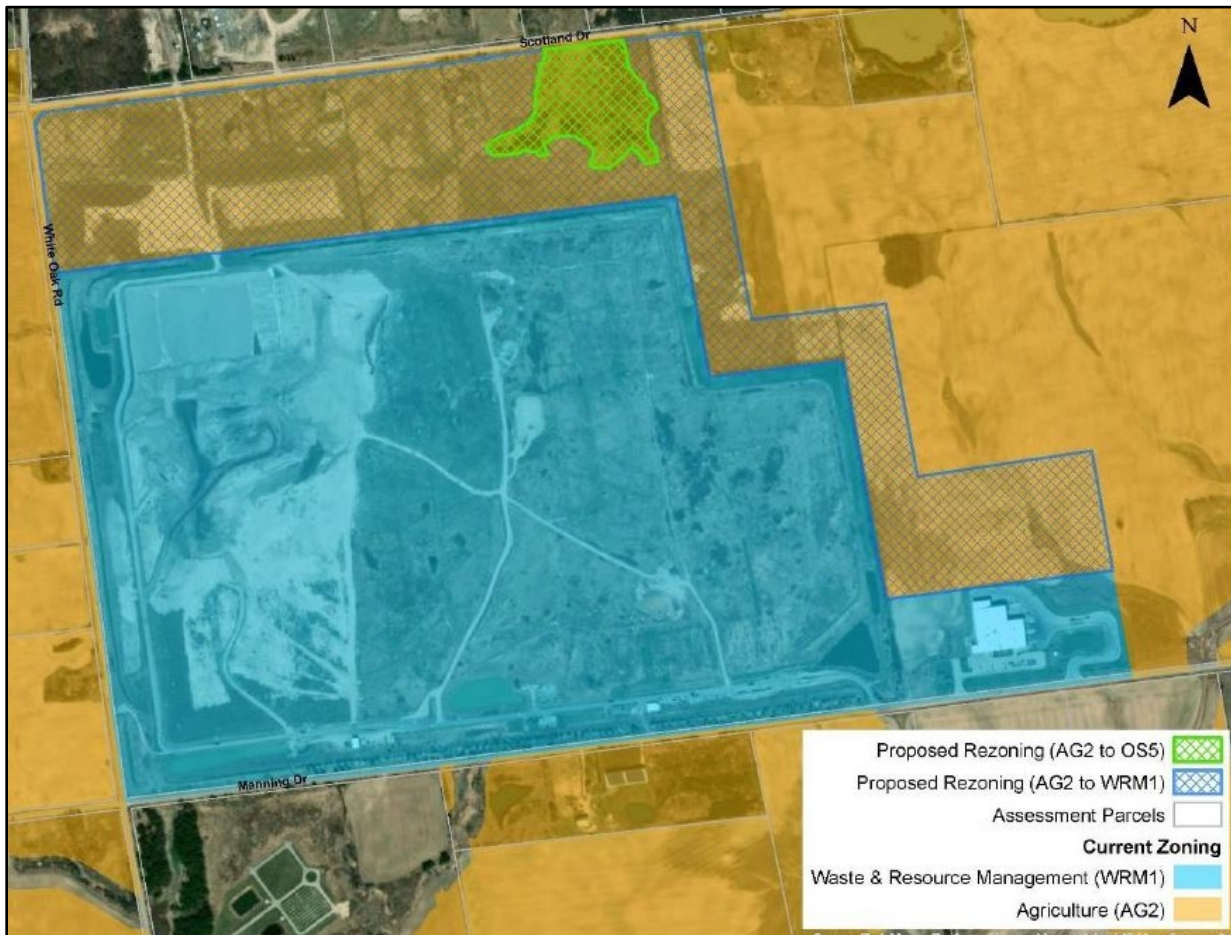 Scotland Dr
N
White Oak Rd
Manning Dr
Proposed Rezoning (AG2 to OS5)
Proposed Rezoning (AG2 to WRM1)
Assessment Parcels
Current Zoning
Waste & Resource Management (WRM1)
Agriculture (AG2)